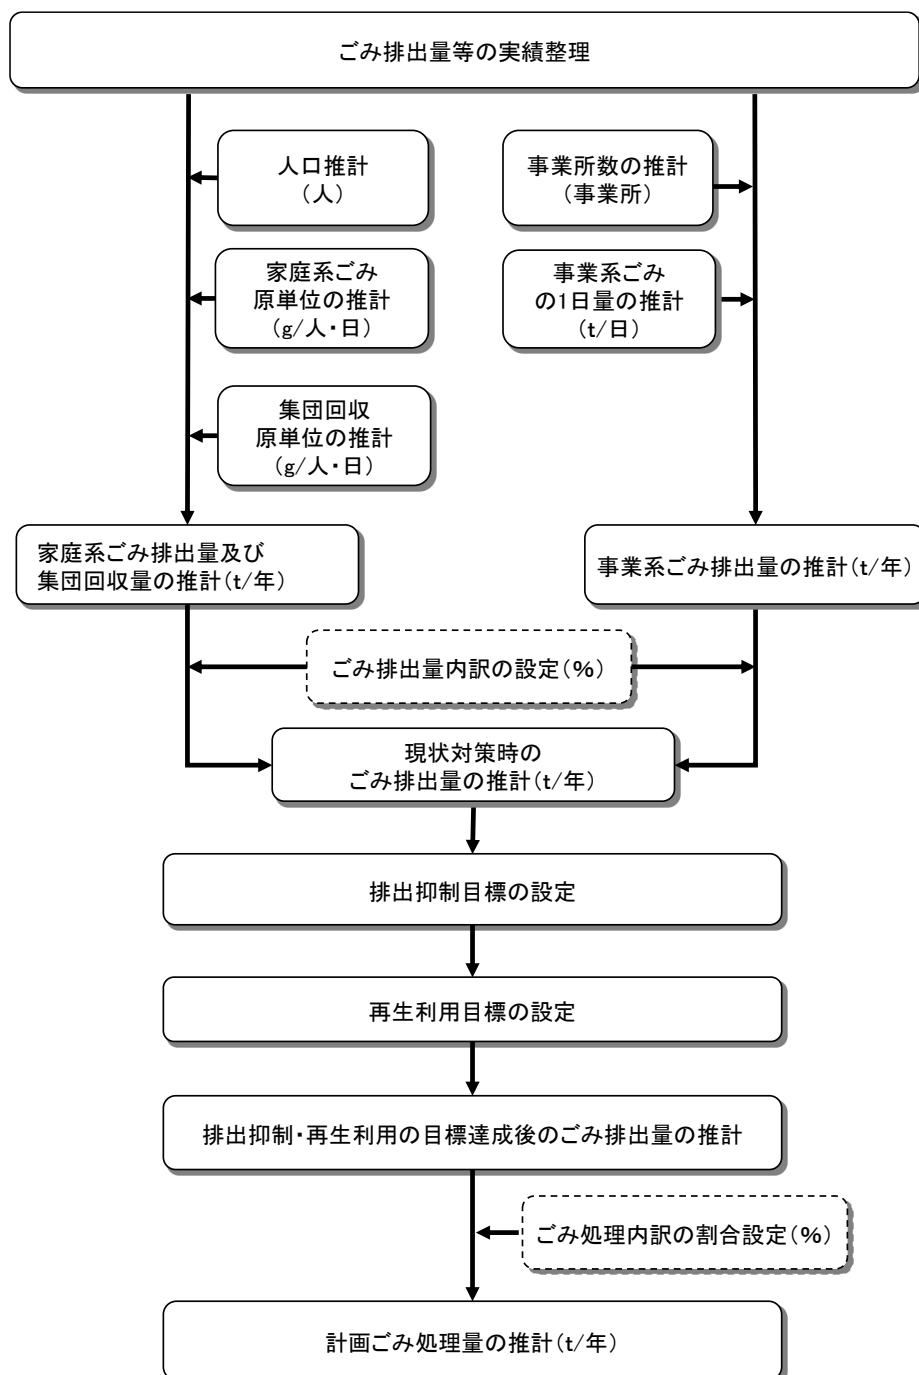 ごみ排出量等の実績整理
人口推計
（人）
事業所数の推計
（事業所）
家庭系ごみ
原単位の推計
（g/人・日）
事業系ごみ
の1日量の推計
（t/日）
集団回収
原単位の推計
（g/人・日）
家庭系ごみ排出量及び
集団回収量の推計（t/年）
事業系ごみ排出量の推計（t/年）
ごみ排出量内訳の設定（%）
現状対策時の
ごみ排出量の推計（t/年）
排出抑制目標の設定
再生利用目標の設定
排出抑制・再生利用の目標達成後のごみ排出量の推計
ごみ処理内訳の割合設定（%）
計画ごみ処理量の推計（t/年）